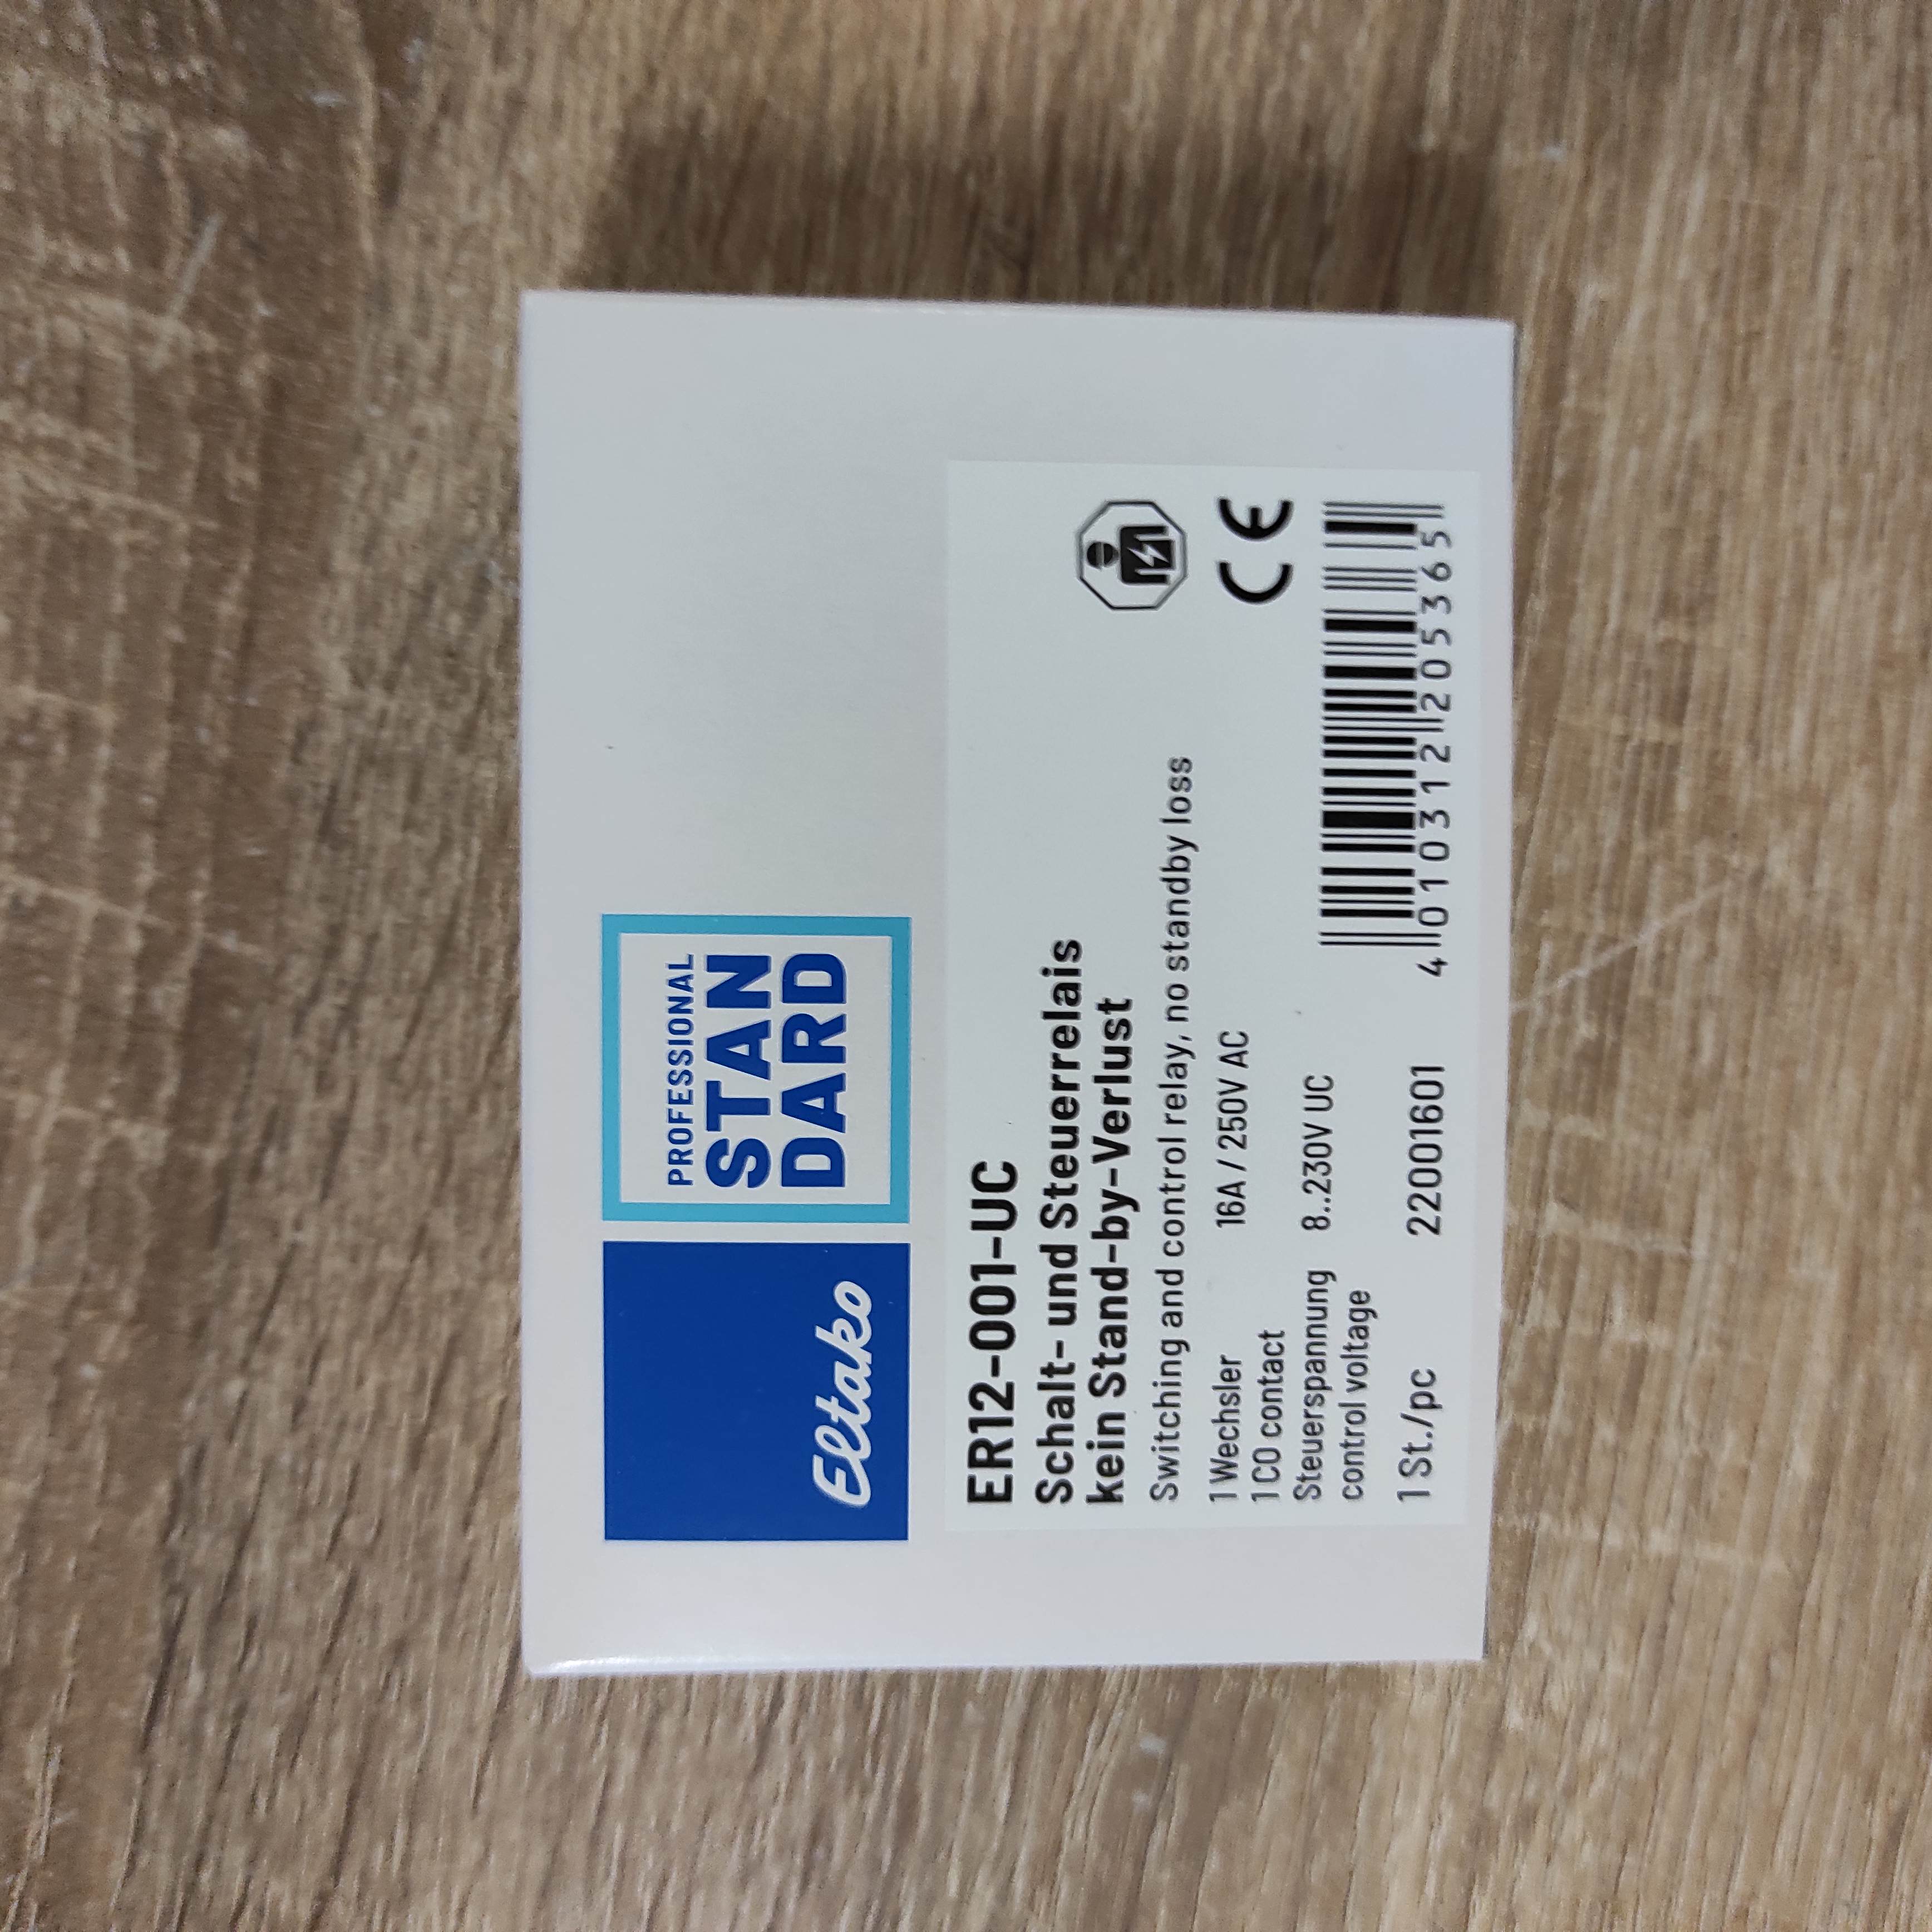 Eltako
PROFESSIONAL
STAN
DARD
ER12-001-UC
Schalt- und Steuerrelais
kein Stand-by-Verlust
Switching and control relay, no standby loss
1 Wechsler 16A / 250V AC
1 CO contact
Steuerspannung 8..230V UC
control voltage
1 St./pc 22001601
CE
4 010312 205365